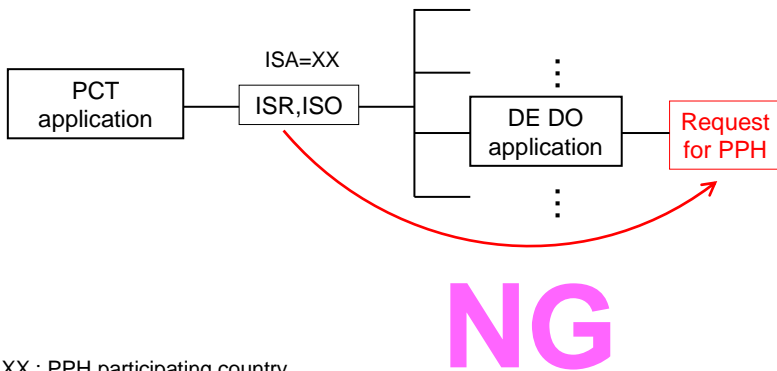 ISA=XX
PCT
application
ISR,ISO
DE DO
application
Request
for PPH
NG
XX : PPH participating country